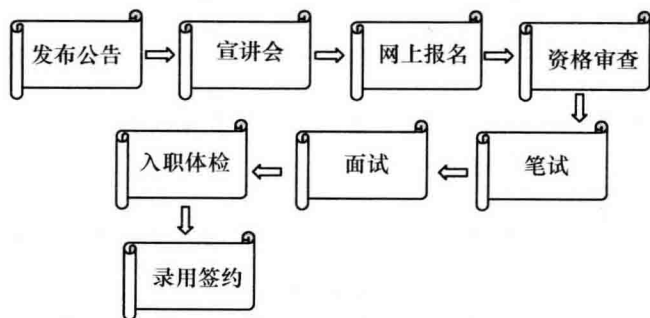 发布公告
宣讲会
网上报名
资格审查
笔试
面试
入职体检
录用签约